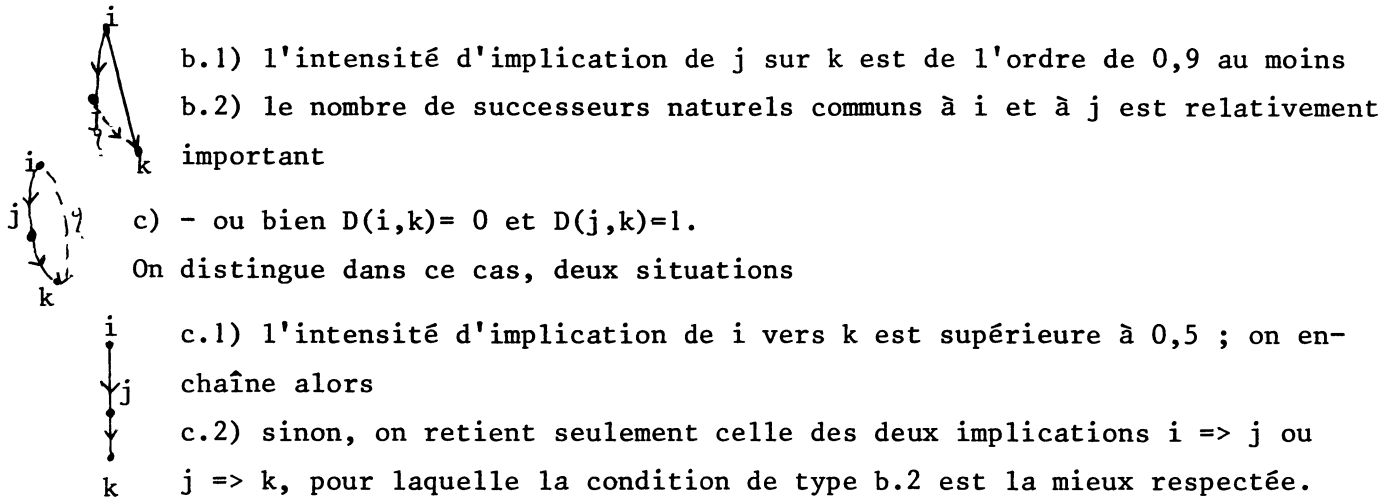 i
b.1) l'intensité d'implication de j sur k est de l'ordre de 0,9 au moins
b.2) le nombre de successeurs naturels communs à i et à j est relativement
j
?
k
important
i
j
?
c) - ou bien D(i,k)= 0 et D(j,k)=1.
On distingue dans ce cas, deux situations
k
i
c.1) l'intensité d'implication de i vers k est supérieure à 0,5 ; on en-
j
chaîne alors
c.2) sinon, on retient seulement celle des deux implications i => j ou
k
j => k, pour laquelle la condition de type b.2 est la mieux respectée.